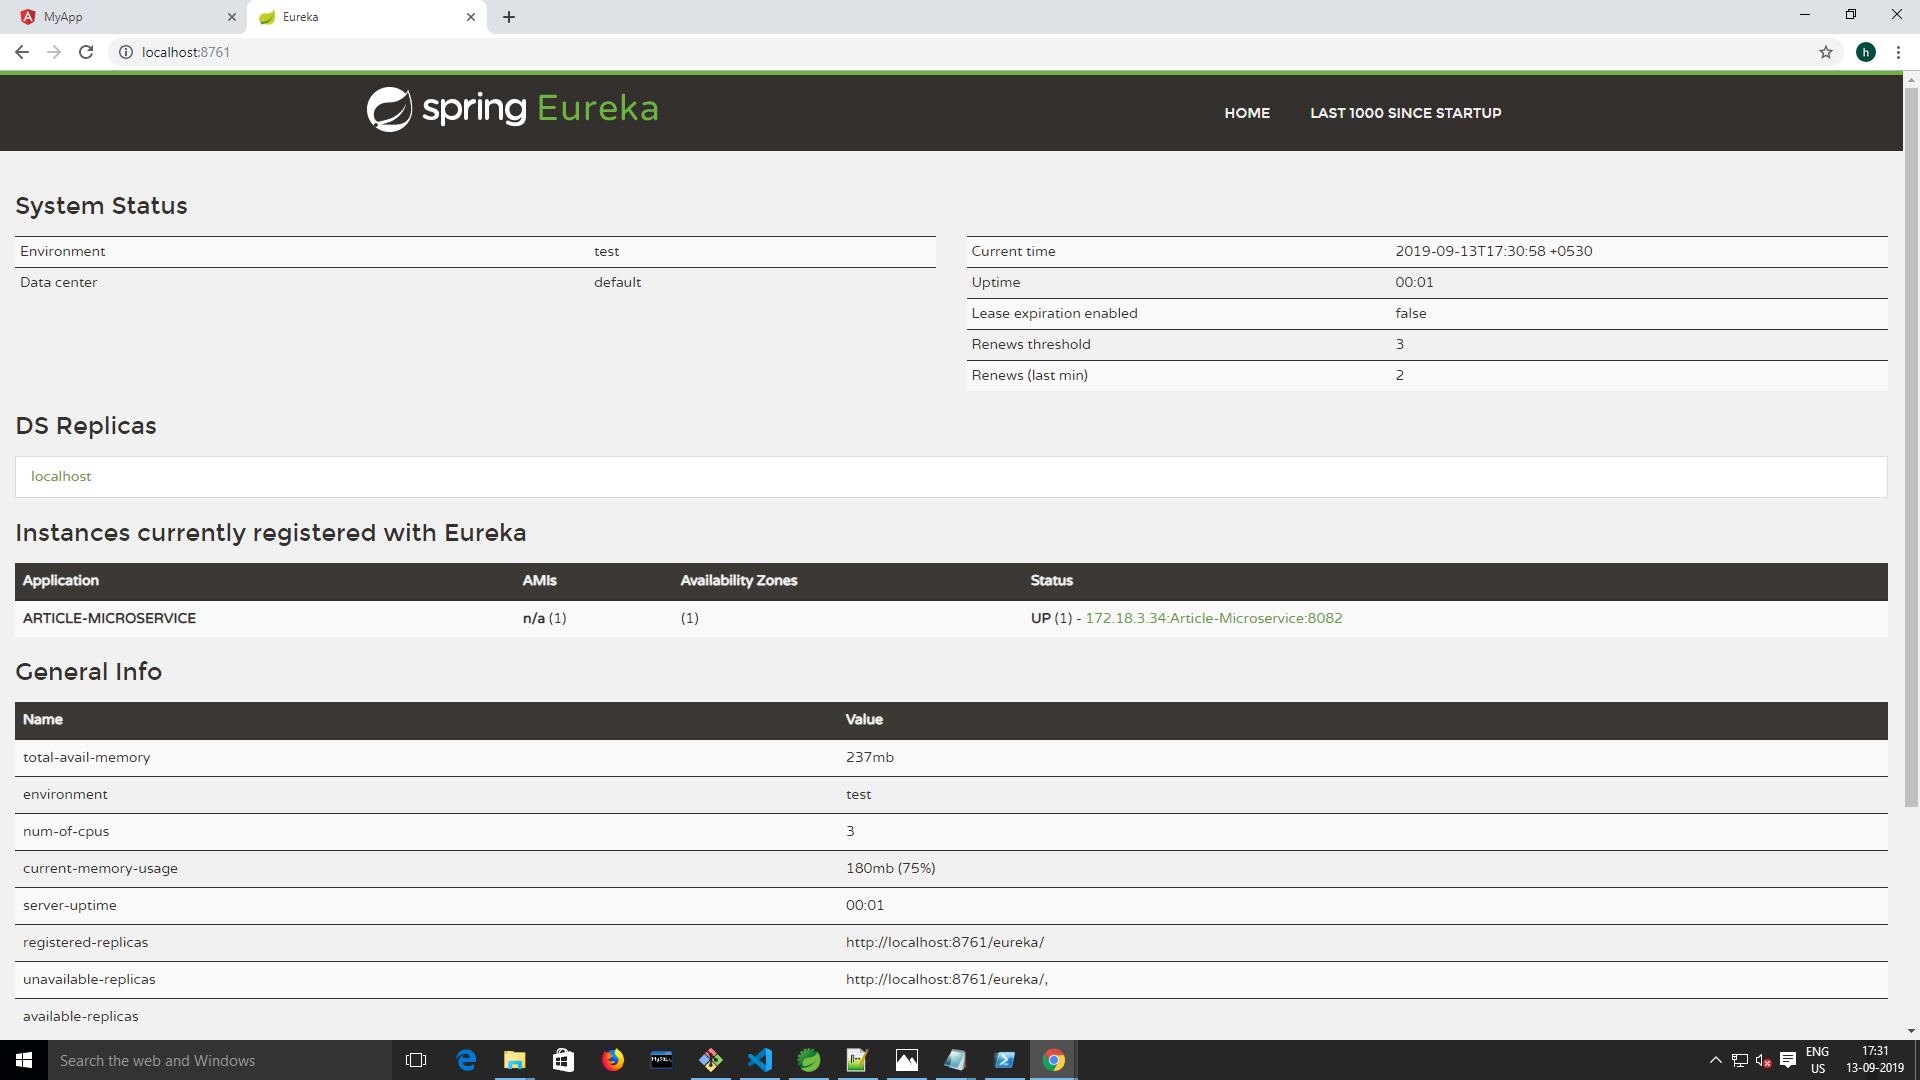 MyApp
Eureka
localhost:8761
h
spring Eureka
HOME
LAST 1000 SINCE STARTUP
System Status
Environment test
Data center default
Current time 2019-09-13T17:30:58 +0530
Uptime 00:01
Lease expiration enabled false
Renews threshold 3
Renews (last min) 2
DS Replicas
localhost
Instances currently registered with Eureka
Application AMIs Availability Zones Status
ARTICLE-MICROSERVICE n/a (1) (1) UP (1) - 172.18.3.34:Article-Microservice:8082
General Info
Name Value
total-avail-memory 237mb
environment test
num-of-cpus 3
current-memory-usage 180mb (75%)
server-uptime 00:01
registered-replicas http://localhost:8761/eureka/
unavailable-replicas http://localhost:8761/eureka/,
available-replicas
Search the web and Windows
ENG
US
17:31
13-09-2019